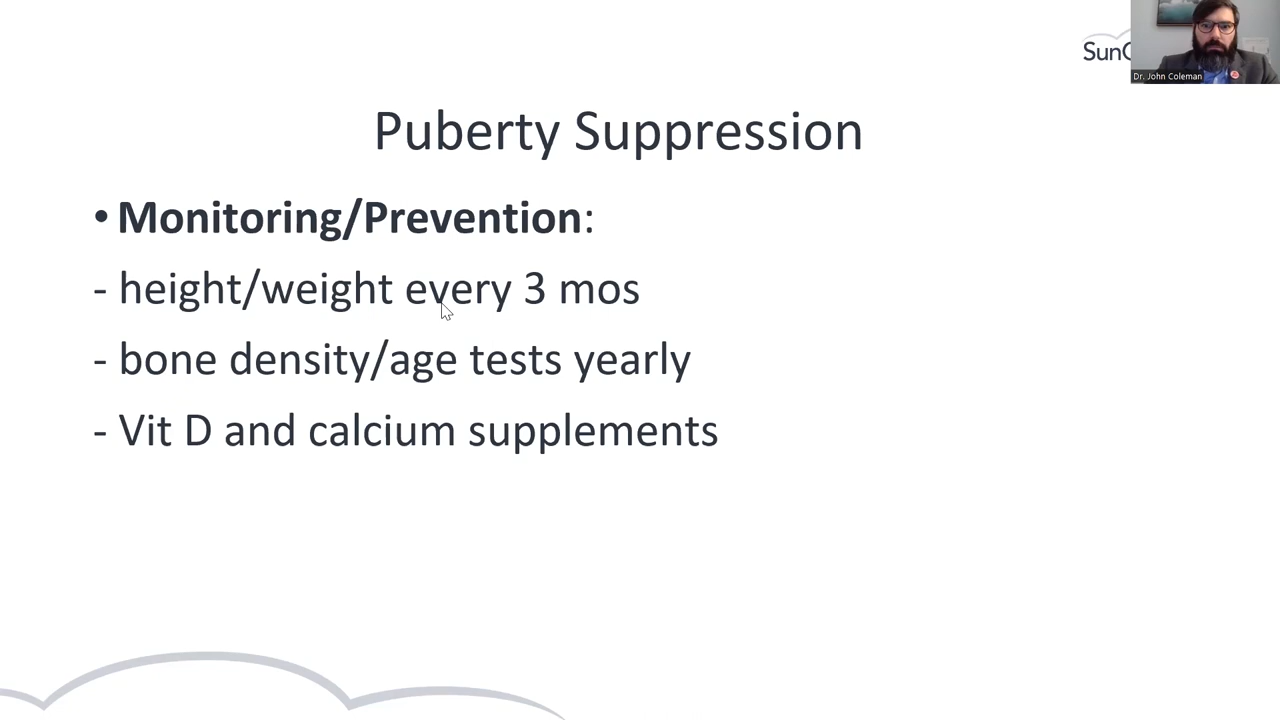 Puberty Suppression
• Monitoring/Prevention:
- height/weight every 3 mos
- bone density/age tests yearly
- Vit D and calcium supplements
Dr. John Coleman